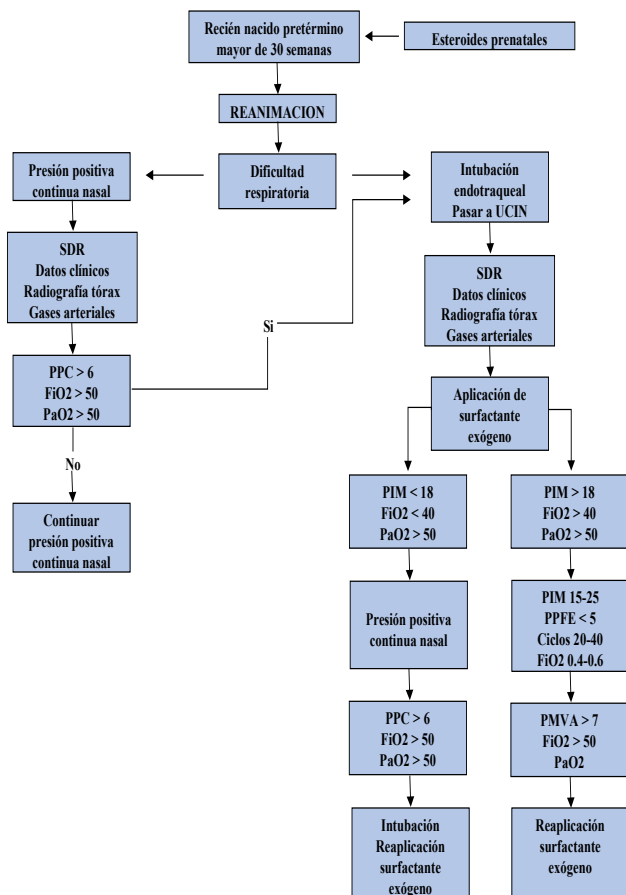 Recién nacido pretérmino
mayor de 30 semanas
Esteroides prenatales
REANIMACION
Dificultad
respiratoria
Presión positiva
continua nasal
Intubación
endotraqueal
Pasar a UCIN
SDR
Datos clínicos
Radiografía tórax
Gases arteriales
SDR
Datos clínicos
Radiografía tórax
Gases arteriales
Si
PPC > 6
FiO2 > 50
PaO2 > 50
No
Continuar
presión positiva
continua nasal
Aplicación de
surfactante
exógeno
PIM < 18
FiO2 < 40
PaO2 > 50
PIM > 18
FiO2 > 40
PaO2 > 50
Presión positiva
continua nasal
PIM 15-25
PPFE < 5
Ciclos 20-40
FiO2 0.4-0.6
PPC > 6
FiO2 > 50
PaO2 > 50
PMVA > 7
FiO2 > 50
PaO2
Intubación
Reaplicación
surfactante
exógeno
Reaplicación
surfactante
exógeno